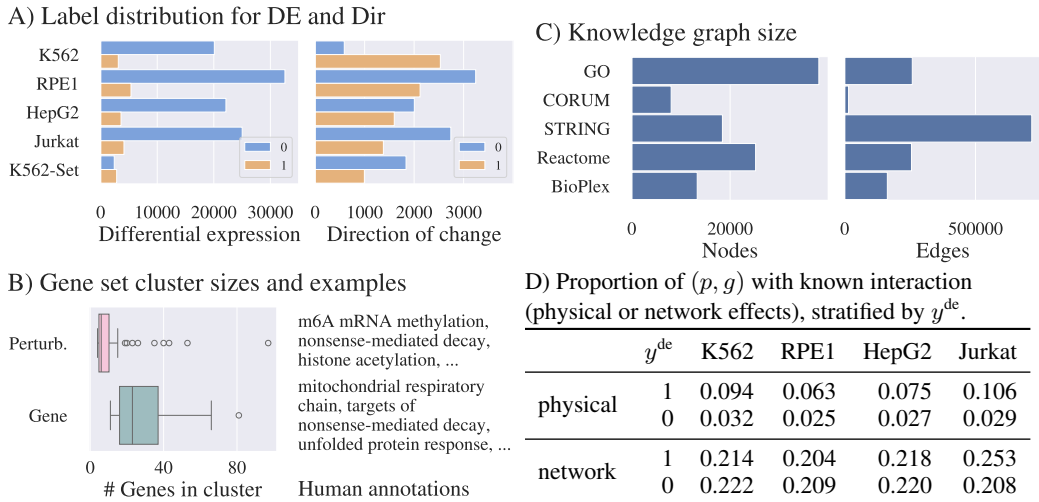 A) Label distribution for DE and Dir
K562
RPE1
HepG2
Jurkat
K562-Set
0
1
0
1
0 10000 20000 30000
0 1000 2000 3000
Differential expression
Direction of change
B) Gene set cluster sizes and examples
Perturb.
Gene
0 40 80
# Genes in cluster
m6A mRNA methylation,
nonsense-mediated decay,
histone acetylation, ...
mitochondrial respiratory
chain, targets of
nonsense-mediated decay,
unfolded protein response, ...
Human annotations
C) Knowledge graph size
GO
CORUM
STRING
Reactome
BioPlex
0 20000
0 500000
Nodes
Edges
D) Proportion of (p, g) with known interaction
(physical or network effects), stratified by y^de.
y^de K562 RPE1 HepG2 Jurkat
physical
1 0.094 0.063 0.075 0.106
0 0.032 0.025 0.027 0.029
network
1 0.214 0.204 0.218 0.253
0 0.222 0.209 0.220 0.208